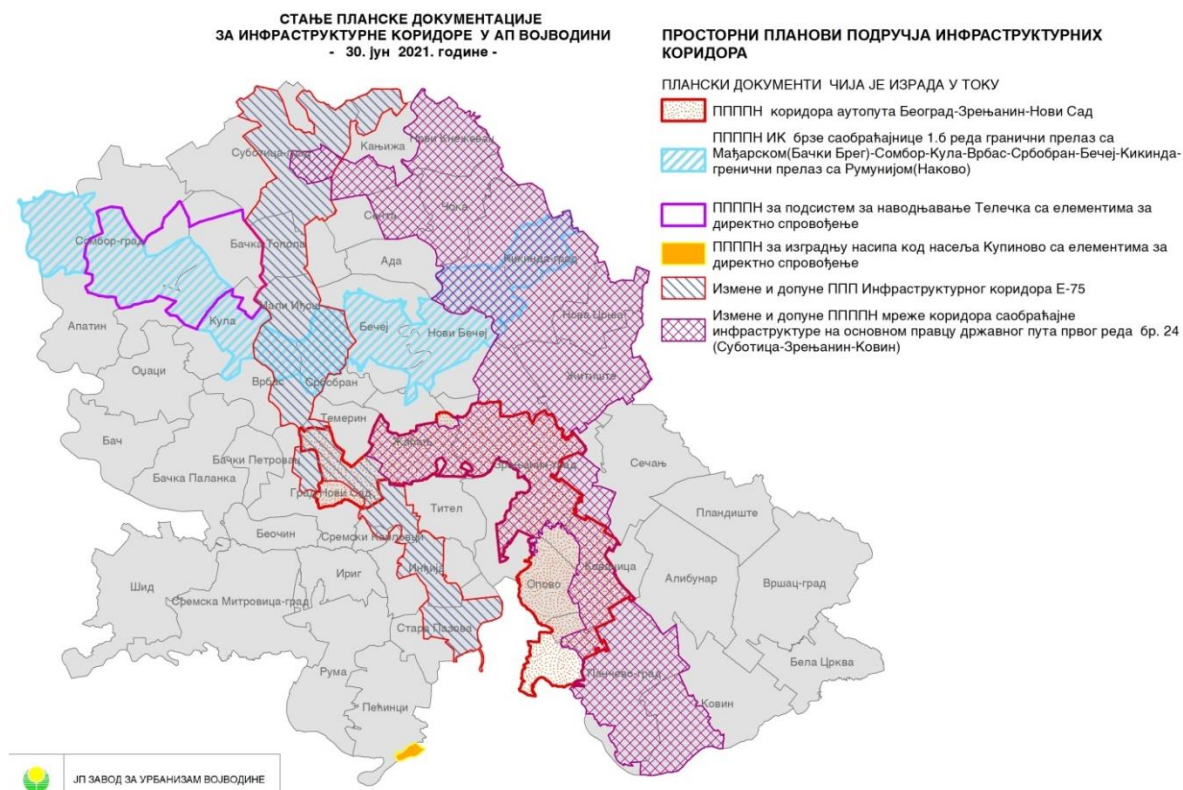 СТАЊЕ ПЛАНСКЕ ДОКУМЕНТАЦИЈЕ
ЗА ИНФРАСТРУКТУРНЕ КОРИДОРЕ У АП ВОЈВОДИНИ
- 30. јун 2021. године -
ПРОСТОРНИ ПЛАНОВИ ПОДРУЧЈА ИНФРАСТРУКТУРНИХ
КОРИДОРА
ПЛАНСКИ ДОКУМЕНТИ ЧИЈА ЈЕ ИЗРАДА У ТОКУ
ПППPН коридора аутопута Београд-Зрењанин-Нови Сад
ППППН ИК брзе саобраћајнице 1.б реда гранични прелаз са
Мађарском(Бачки Брег)-Сомбор-Кула-Врбас-Србобран-Бечеј-Кикинда-
гренични прелаз са Румунијом(Наково)
ППППН за подсистем за наводњавање Телечка са елементима за
директно спровођење
ППППН за изградњу насипа код насеља Купиново са елементима за
директно спровођење
Измене и допуне ППП Инфраструктурног коридора Е-75
Измене и допуне ППППН мреже коридора саобраћајне
инфраструктуре на основном правцу државног пута првог реда бр. 24
(Суботица-Зрењанин-Ковин)
Суботица-град
Кањижа
Нови Кнежевац
Сента
Чока
Сомбор-град
Бачка Топола
Ада
Кикинда-град
Мали Иђош
Апатин
Кула
Бечеј
Нови Бечеј
Нова Црња
Оџаци
Врбас
Србобран
Житиште
Темерин
Бач
Бачки Петровац
Жабаљ
Зрењанин-град
Сечањ
Бачка Паланка
Град Нови Сад
Тител
Пландиште
Беочин
Сремски Карловци
Шид
Сремска Митровица-град
Ириг
Инђија
Опово
Ковачица
Алибунар
Вршац-град
Стара Пазова
Рума
Панчево-град
Бела Црква
Пећинци
Ковин
ЈП ЗАВОД ЗА УРБАНИЗАМ ВОЈВОДИНЕ